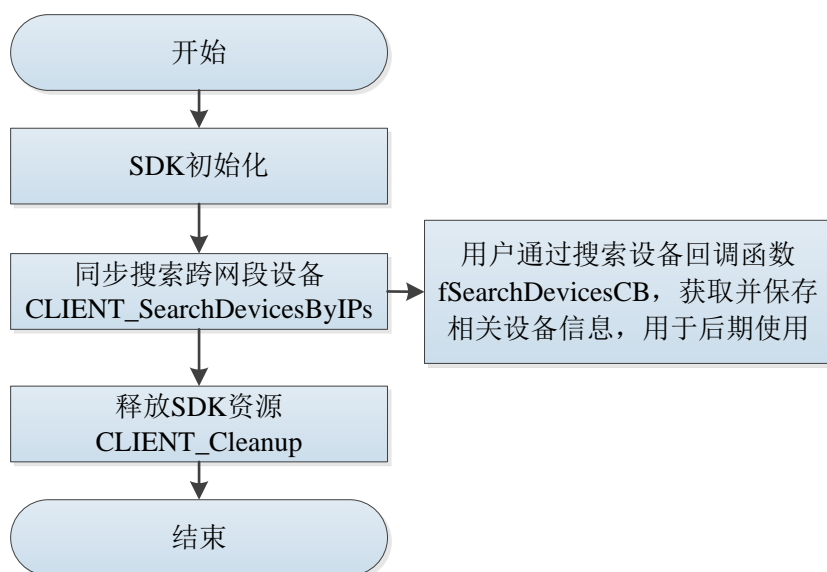 开始
SDK初始化
同步搜索跨网段设备
CLIENT_SearchDevicesByIPs
用户通过搜索设备回调函数
fSearchDevicesCB，获取并保存
相关设备信息，用于后期使用
释放SDK资源
CLIENT_Cleanup
结束